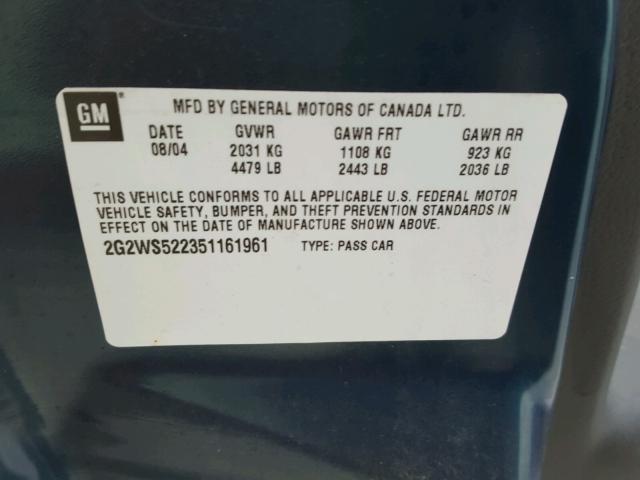 GM
MFD BY GENERAL MOTORS OF CANADA LTD.
DATE GVWR GAWR FRT GAWR RR
08/04 2031 KG 1108 KG 923 KG
4479 LB 2443 LB 2036 LB
THIS VEHICLE CONFORMS TO ALL APPLICABLE U.S. FEDERAL MOTOR
VEHICLE SAFETY, BUMPER, AND THEFT PREVENTION STANDARDS IN
EFFECT ON THE DATE OF MANUFACTURE SHOWN ABOVE.
2G2WS522351161961 TYPE: PASS CAR